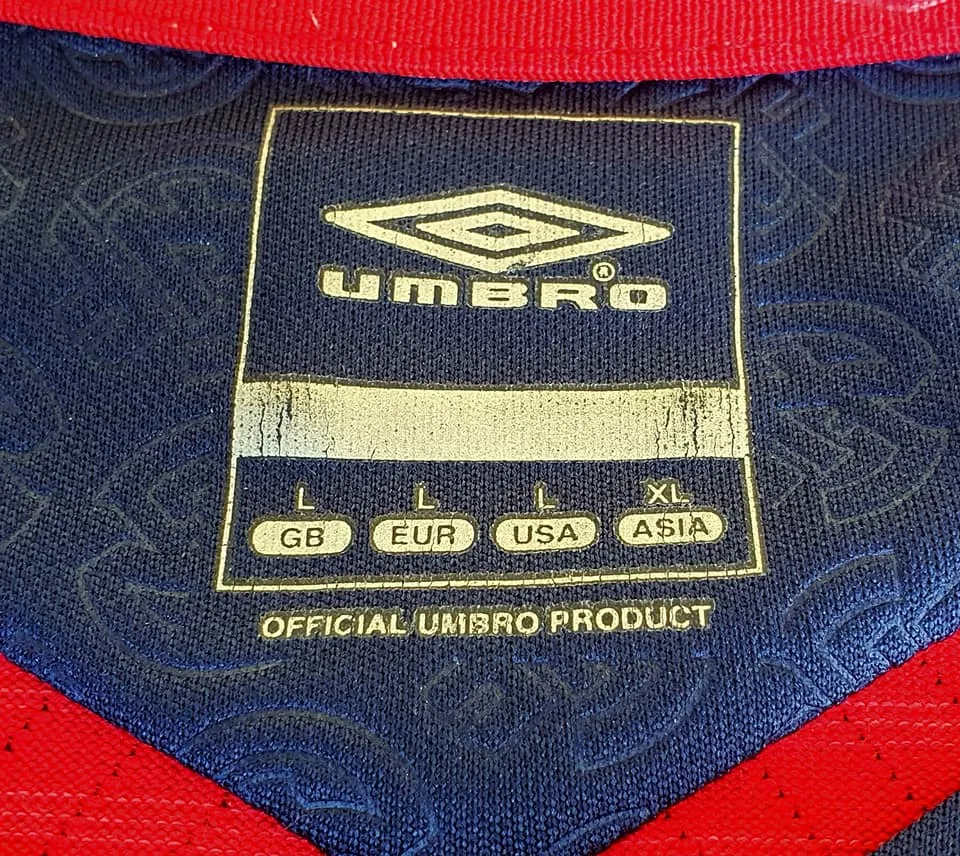 UMBRO®
L L L XL
GB EUR USA ASIA
OFFICIAL UMBRO PRODUCT